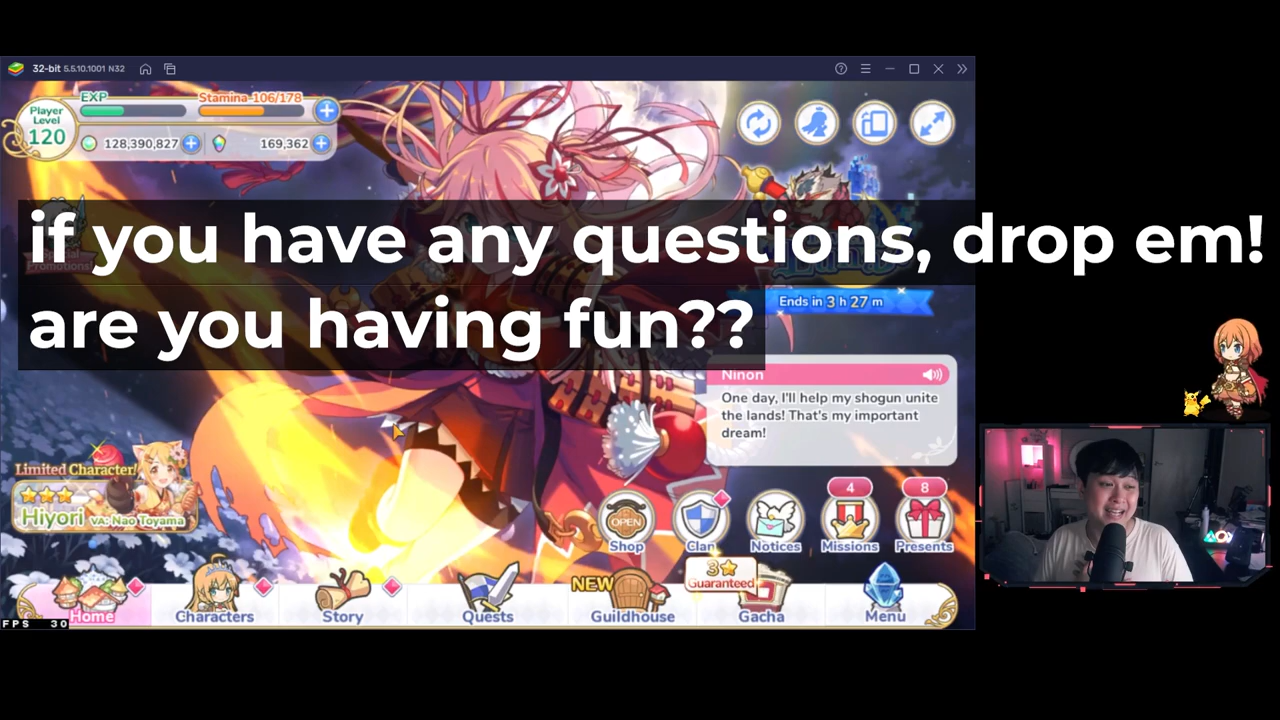 32-bit 5.5.10.1001 N32
EXP
Stamina 106/178
Player
Level
120
128,390,827
169,362
if you have any questions, drop em!
are you having fun??
Special
Promotions!
Ends in 3 h 27 m
Ninon
One day, I'll help my shogun unite
the lands! That's my important
dream!
Limited Character!
Hiyori VA: Nao Toyama
4
8
OPEN
Shop
Clan
Notices
Missions
Presents
NEW
3
Guaranteed
Home
Characters
Story
Quests
Guildhouse
Gacha
Menu
FPS 30